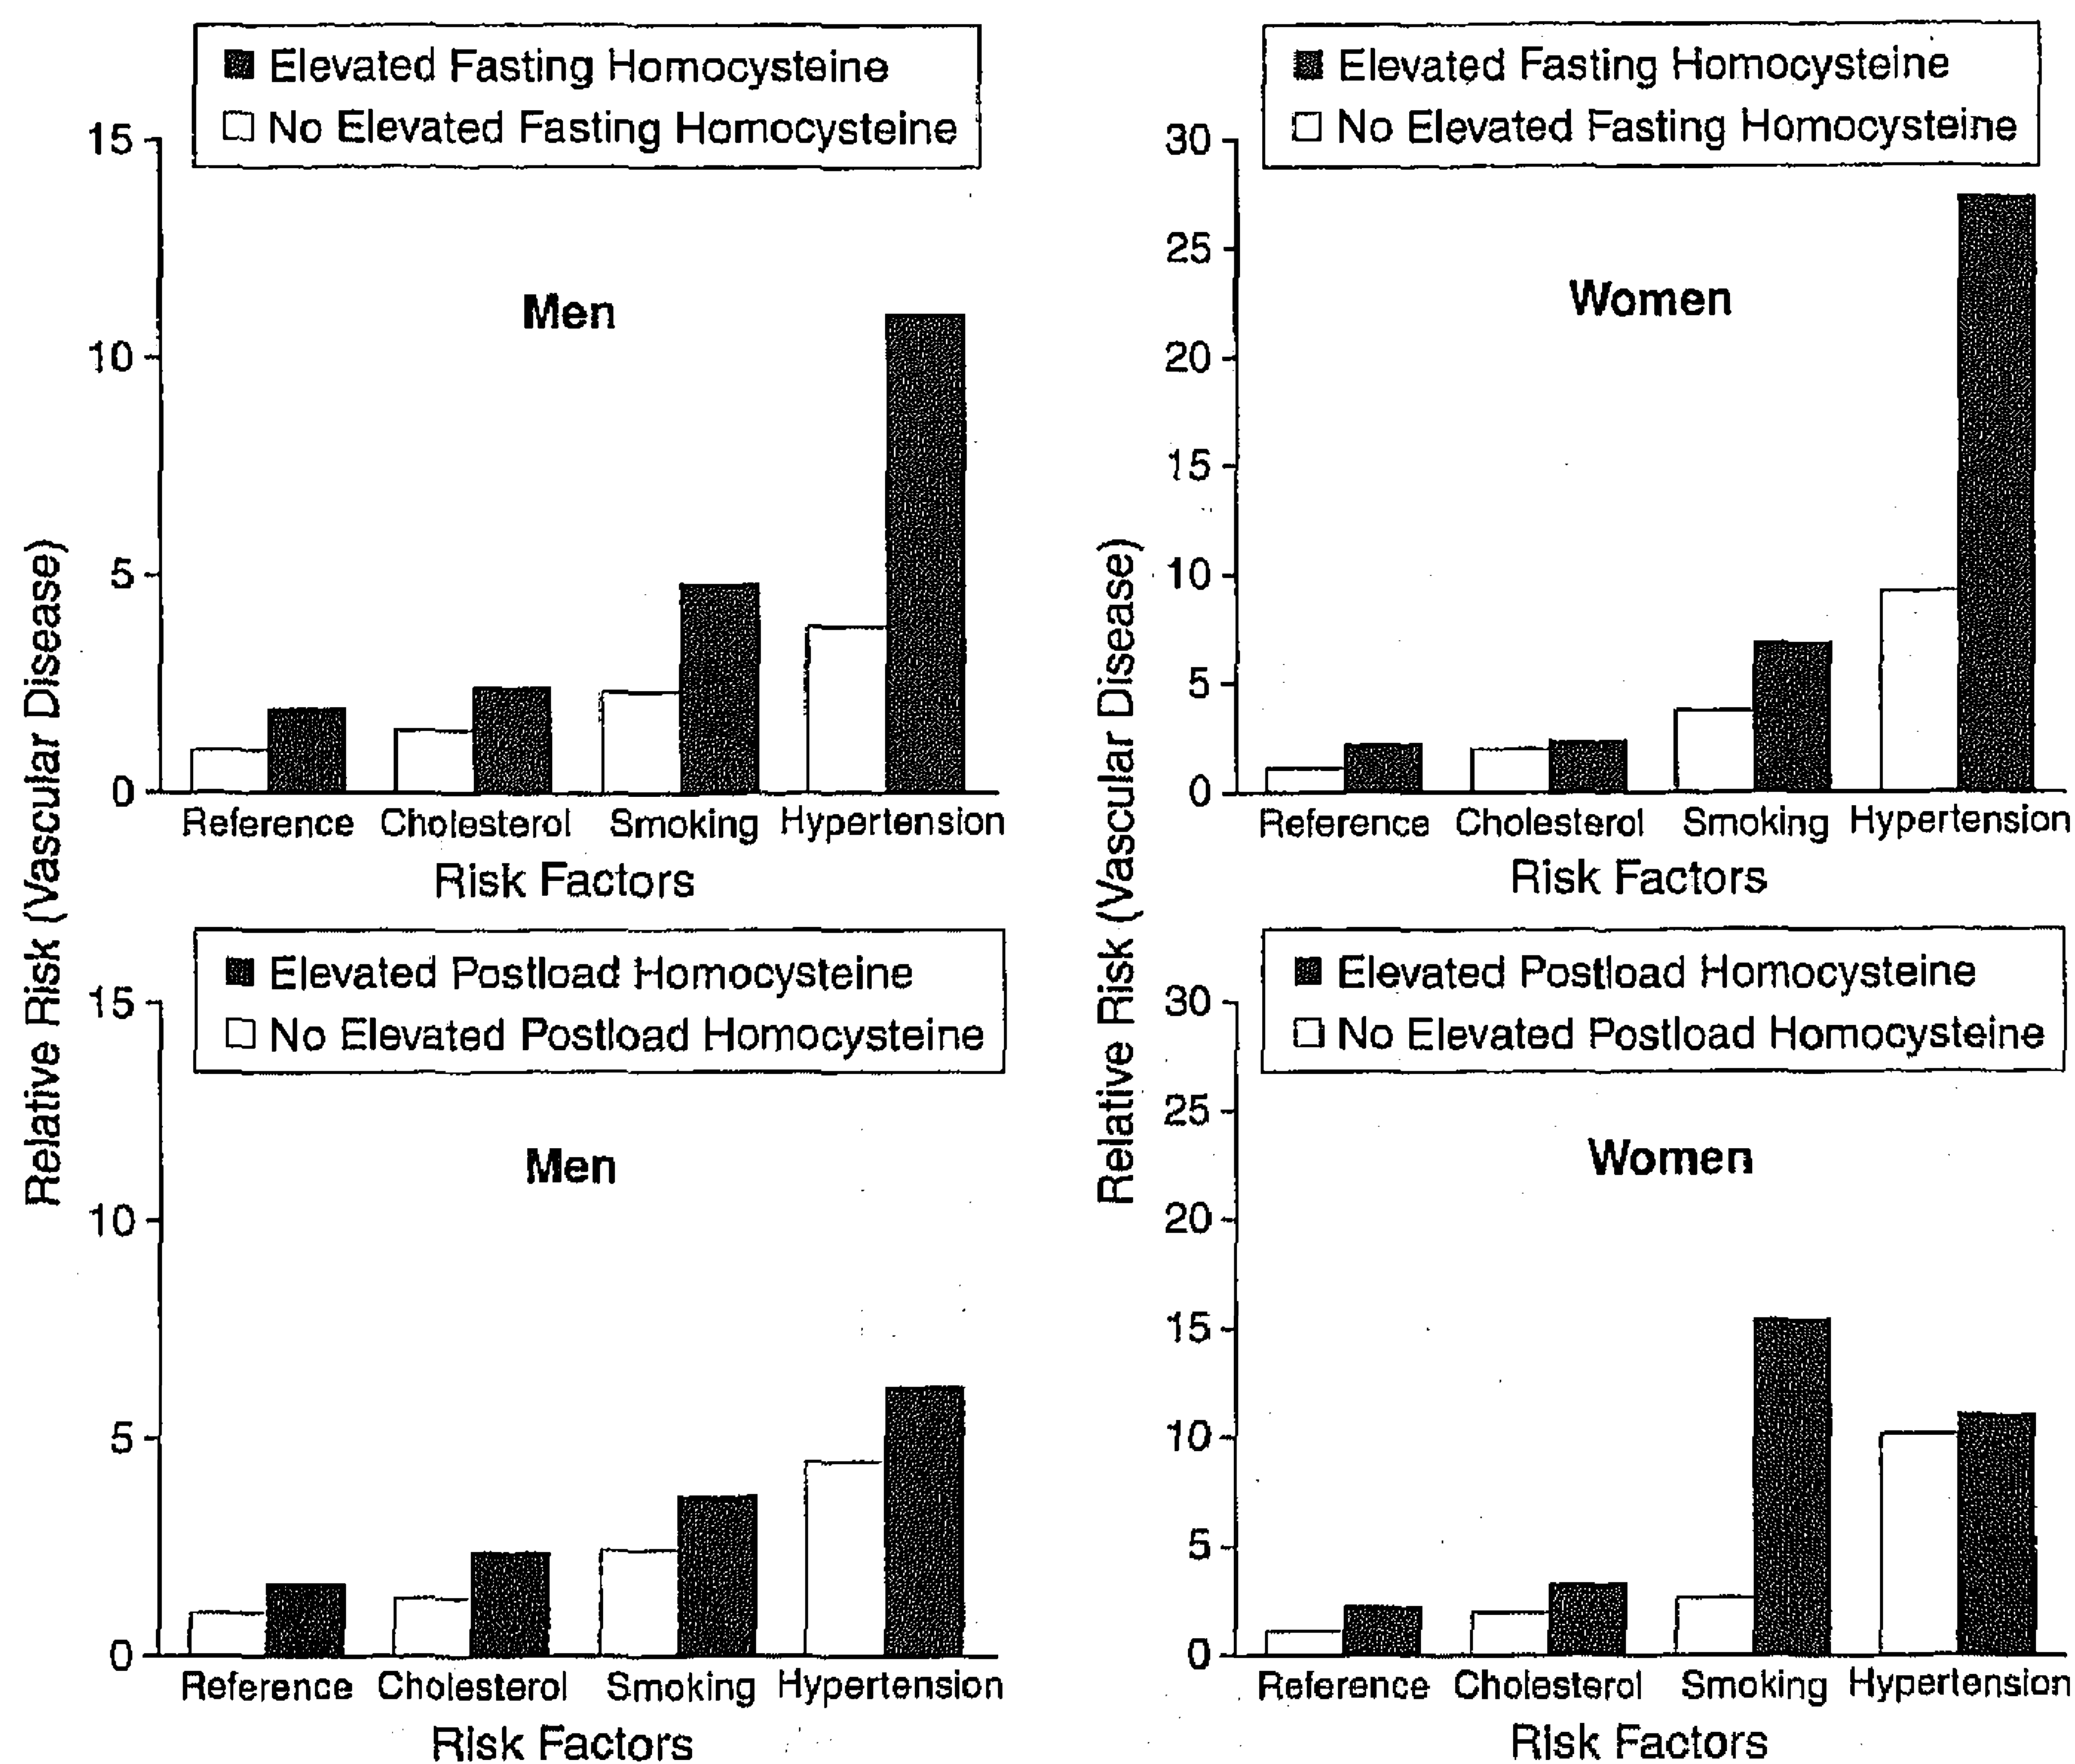 Elevated Fasting Homocysteine
No Elevated Fasting Homocysteine
15
10
5
0
Men
Reference Cholesterol Smoking Hypertension
Risk Factors
Elevated Fasting Homocysteine
No Elevated Fasting Homocysteine
30
25
20
15
10
5
0
Women
Reference Cholesterol Smoking Hypertension
Risk Factors
Relative Risk (Vascular Disease)
Relative Risk (Vascular Disease)
Elevated Postload Homocysteine
No Elevated Postload Homocysteine
15
10
5
0
Men
Reference Cholesterol Smoking Hypertension
Risk Factors
Elevated Postload Homocysteine
No Elevated Postload Homocysteine
30
25
20
15
10
5
0
Women
Reference Cholesterol Smoking Hypertension
Risk Factors